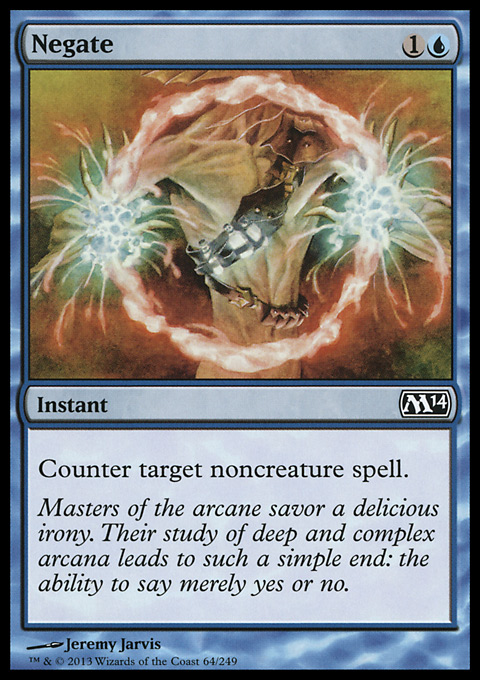 Negate 1
Instant M14
Counter target noncreature spell.
Masters of the arcane savor a delicious
irony. Their study of deep and complex
arcana leads to such a simple end: the
ability to say merely yes or no.
Jeremy Jarvis
™ & © 2013 Wizards of the Coast 64/249